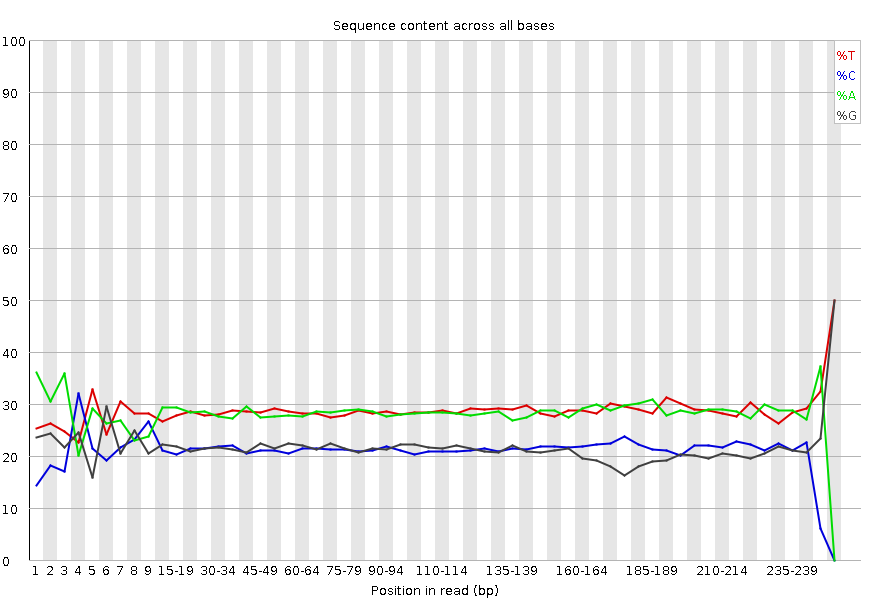 Sequence content across all bases
100
90
80
70
60
50
40
30
20
10
0
%T
%C
%A
%G
1 2 3 4 5 6 7 8 9 15-19 30-34 45-49 60-64 75-79 90-94 110-114 135-139 160-164 185-189 210-214 235-239
Position in read (bp)